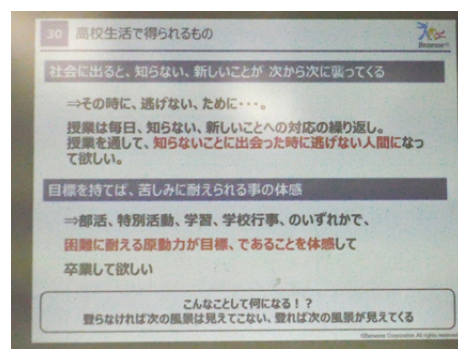 30 高校生活で得られるもの
Benesse
社会に出ると、知らない、新しいことが 次から次に襲ってくる
⇒その時に、逃げない、ために・・・。
授業は毎日、知らない、新しいことへの対応の繰り返し。
授業を通して、知らないことに出会った時に逃げない人間になっ
て欲しい。
目標を持てば、苦しみに耐えられる事の体感
⇒部活、特別活動、学習、学校行事、のいずれかで、
困難に耐える原動力が目標、であることを体感して
卒業して欲しい
こんなことして何になる！？
登らなければ次の風景は見えてこない、登れば次の風景が見えてくる
©Benesse Corporation All rights reserved